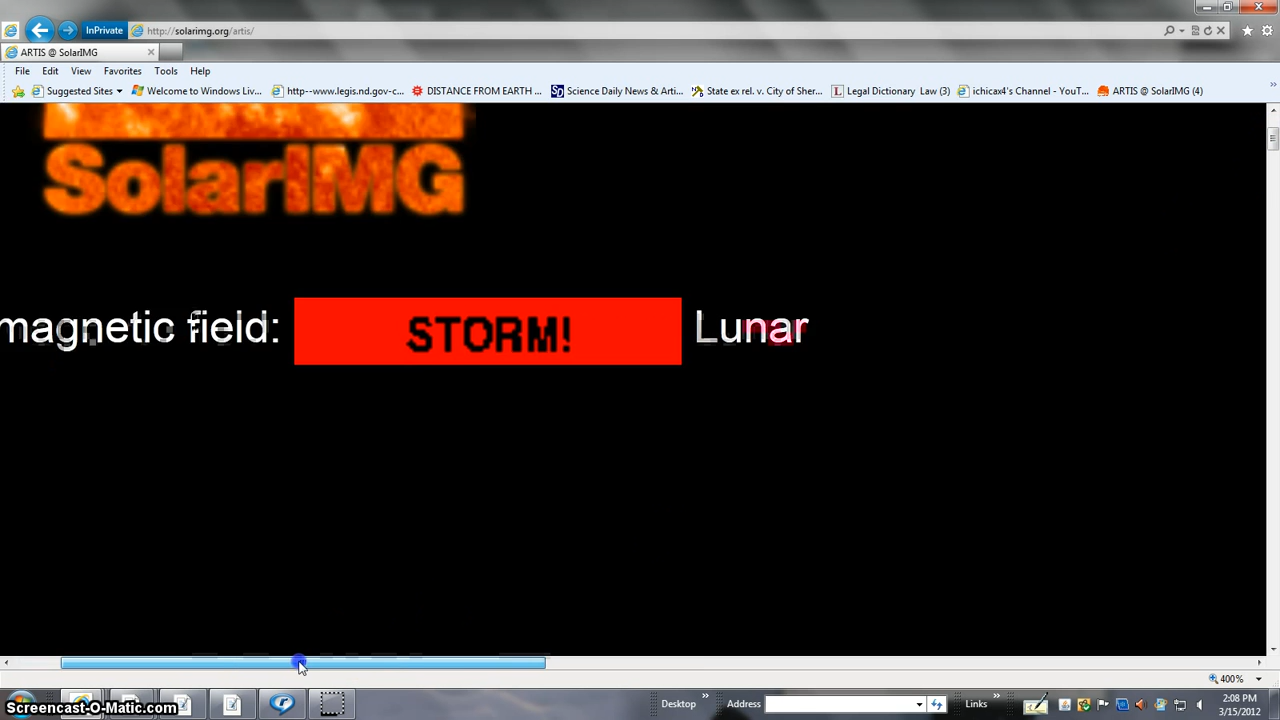 InPrivate http://solarimg.org/artis/
ARTIS @ SolarIMG
File Edit View Favorites Tools Help
Suggested Sites Welcome to Windows Liv... http--www.legis.nd.gov-c... DISTANCE FROM EARTH ... Science Daily News & Arti... State ex rel. v. City of Sher... Legal Dictionary Law (3) ichicax4's Channel - YouT... ARTIS @ SolarIMG (4)
SolarIMG
magnetic field: STORM! Lunar
400%
Screencast-O-Matic.com Desktop Address Links 2:08 PM
3/15/2012